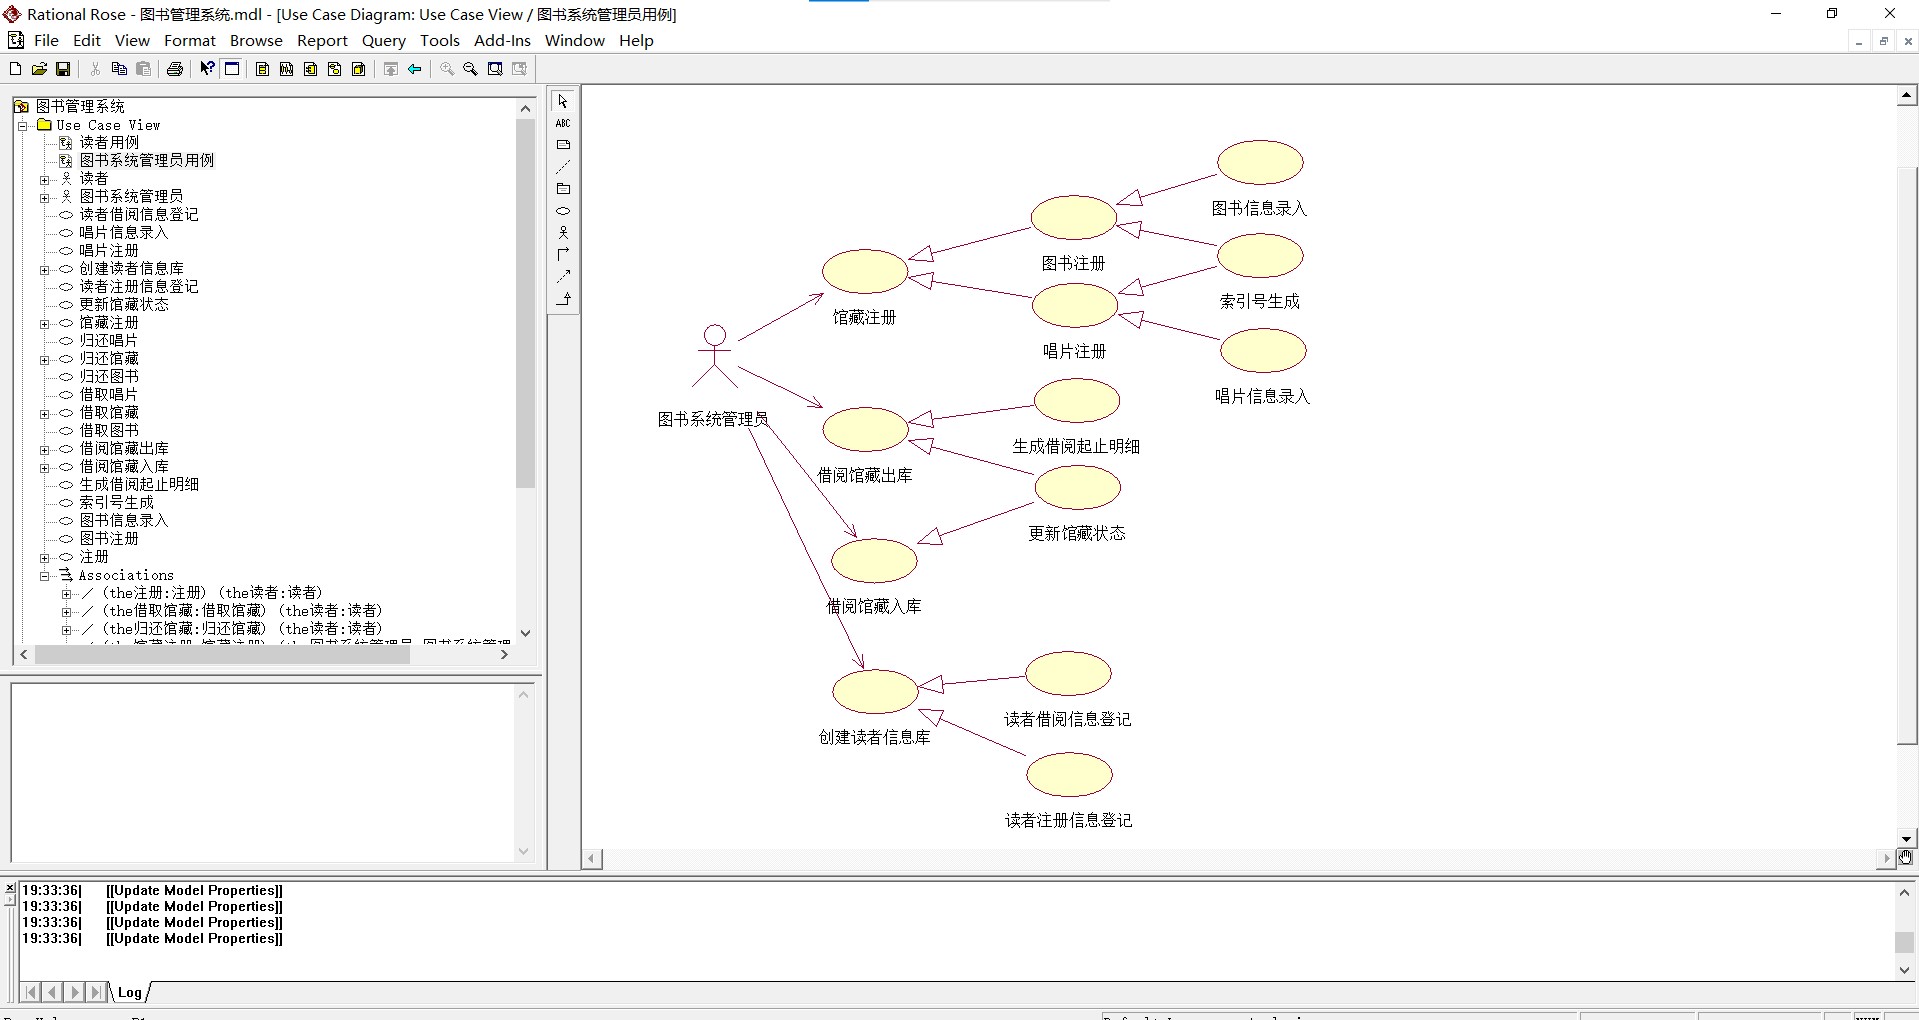 Rational Rose - 图书管理系统.mdl - [Use Case Diagram: Use Case View / 图书系统管理员用例]
File Edit View Format Browse Report Query Tools Add-Ins Window Help
图书管理系统
Use Case View
读者用例
图书系统管理员用例
读者
图书系统管理员
读者借阅信息登记
唱片信息录入
唱片注册
创建读者信息库
读者注册信息登记
更新馆藏状态
馆藏注册
归还唱片
归还馆藏
归还图书
借取唱片
借取馆藏
借取图书
借阅馆藏出库
借阅馆藏入库
生成借阅起止明细
索引号生成
图书信息录入
图书注册
注册
Associations
(the注册:注册) (the读者:读者)
(the借取馆藏:借取馆藏) (the读者:读者)
(the归还馆藏:归还馆藏) (the读者:读者)
ABC
图书信息录入
图书注册
索引号生成
馆藏注册
唱片注册
唱片信息录入
图书系统管理员
生成借阅起止明细
借阅馆藏出库
更新馆藏状态
借阅馆藏入库
读者借阅信息登记
创建读者信息库
读者注册信息登记
19:33:36| [[Update Model Properties]]
19:33:36| [[Update Model Properties]]
19:33:36| [[Update Model Properties]]
19:33:36| [[Update Model Properties]]
Log